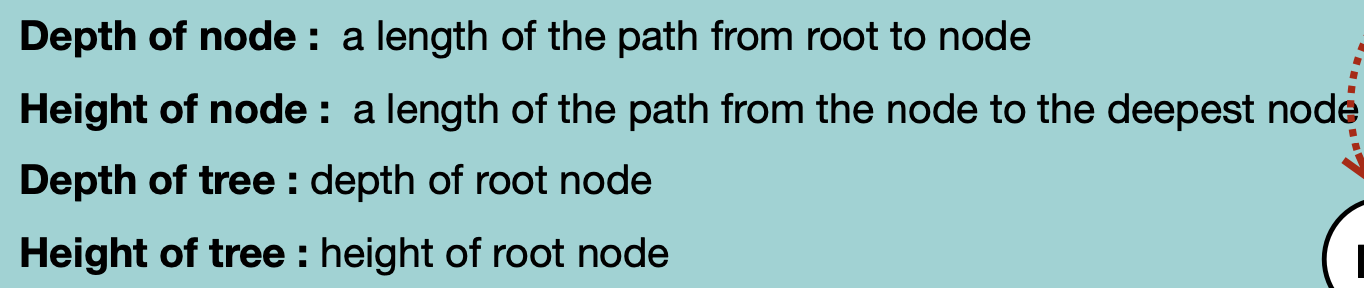 Depth of node : a length of the path from root to node
Height of node : a length of the path from the node to the deepest node
Depth of tree : depth of root node
Height of tree : height of root node